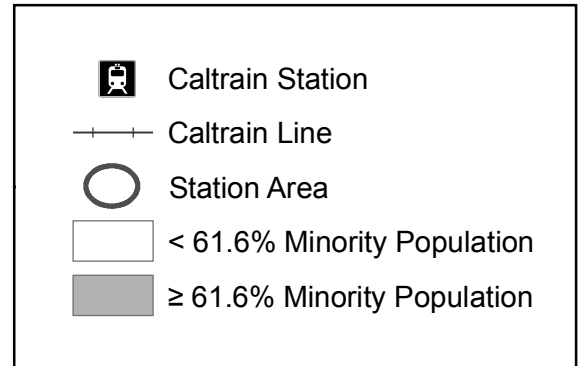 Caltrain Station
Caltrain Line
Station Area
< 61.6% Minority Population
≥ 61.6% Minority Population